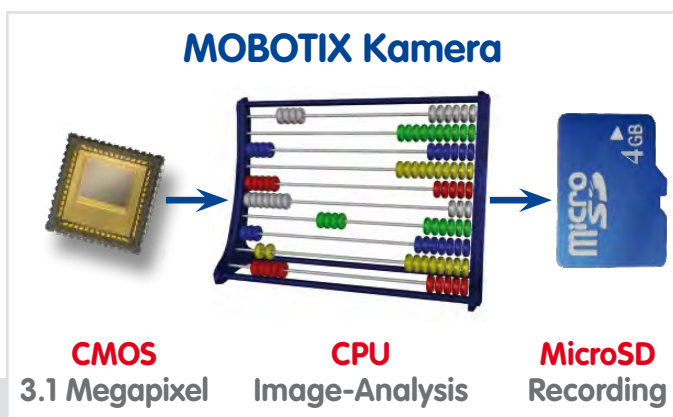 MOBOTIX Kamera
4GB
micro
SD
CMOS
CPU
MicroSD
3.1 Megapixel
Image-Analysis
Recording